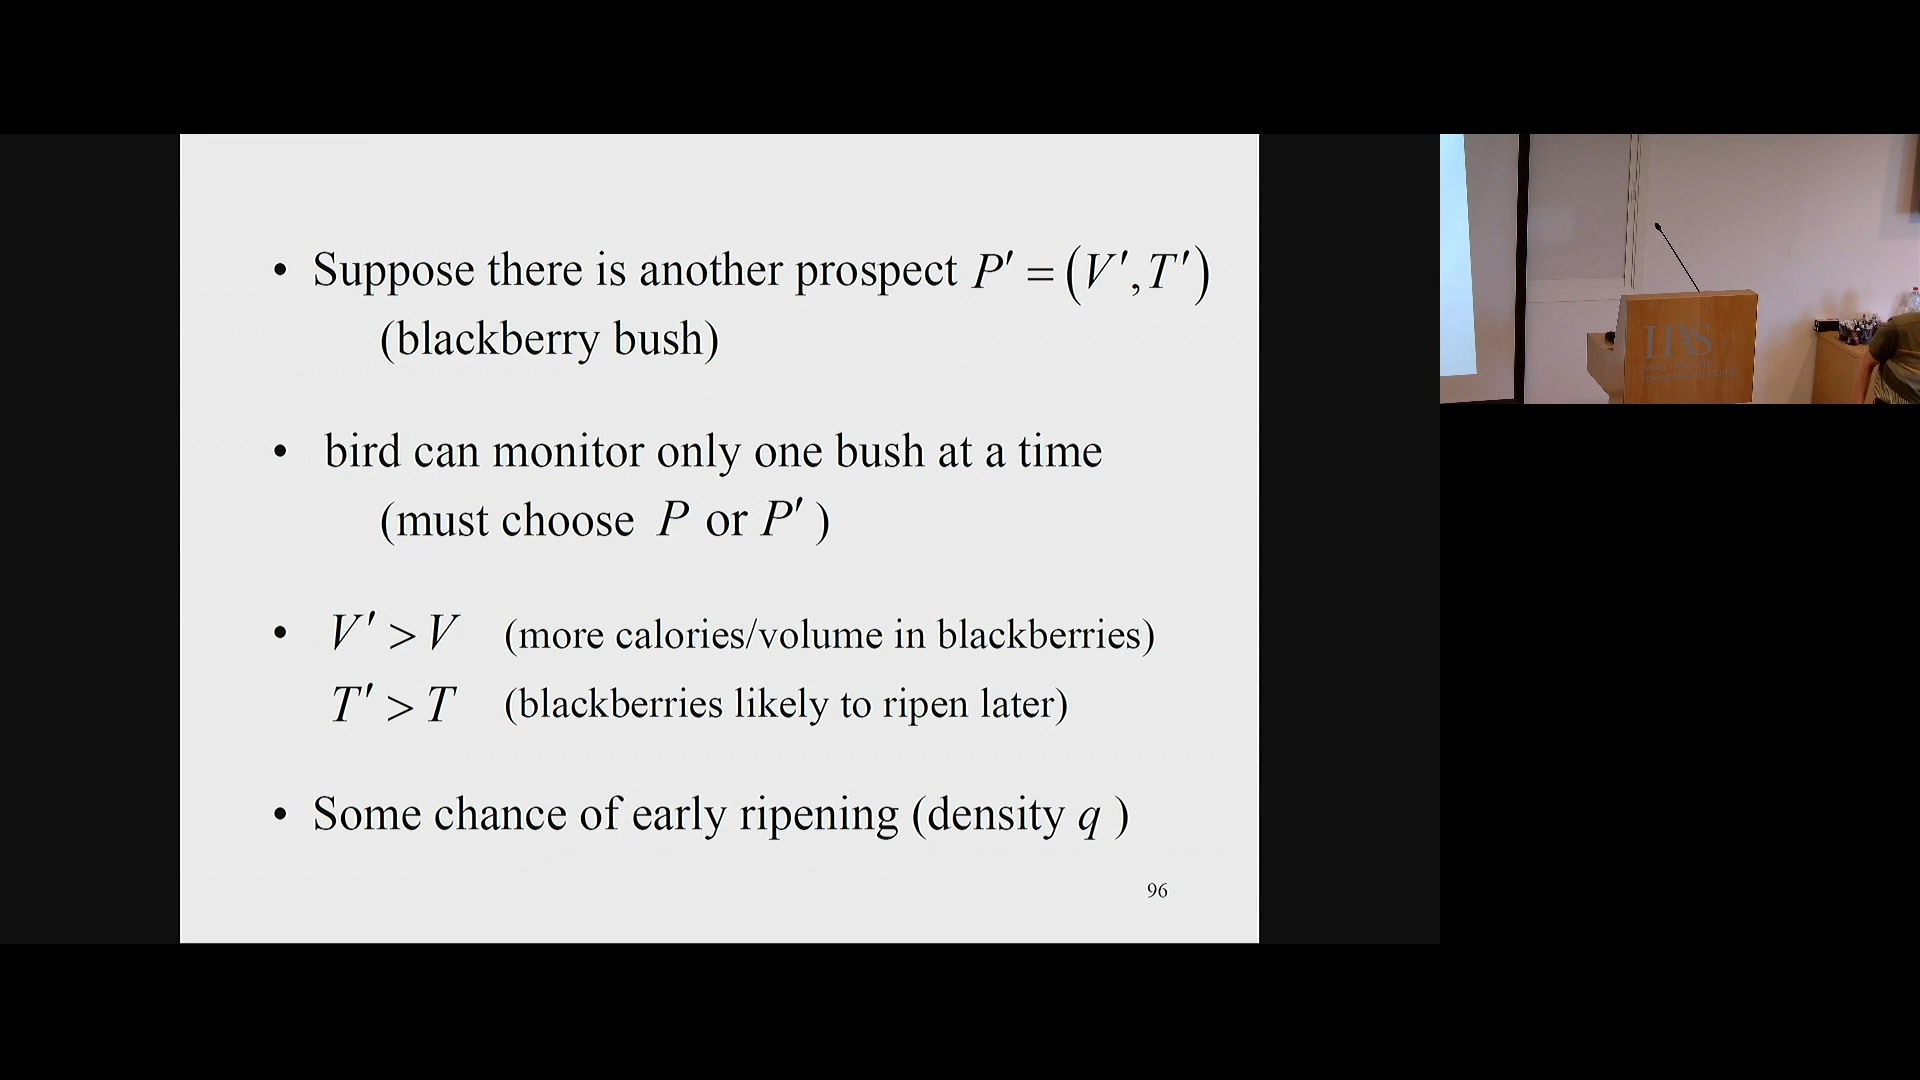 • Suppose there is another prospect P′ = (V′, T′)
(blackberry bush)
• bird can monitor only one bush at a time
(must choose P or P′ )
• V′ > V (more calories/volume in blackberries)
T′ > T (blackberries likely to ripen later)
• Some chance of early ripening (density q )
96
IIAS